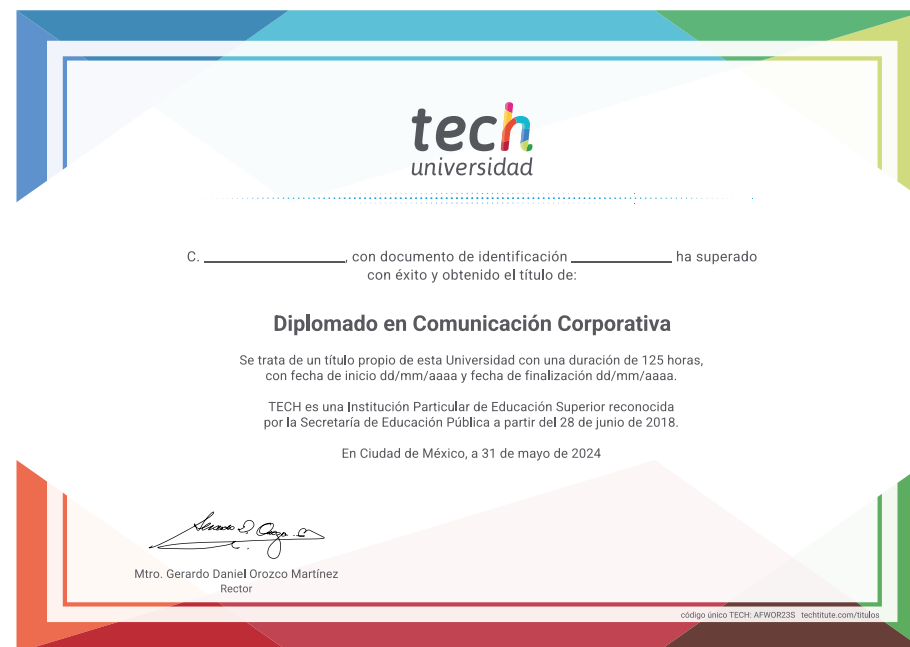 tech
universidad
C. ____________, con documento de identificación ____________ ha superado
con éxito y obtenido el título de:
Diplomado en Comunicación Corporativa
Se trata de un título propio de esta Universidad con una duración de 125 horas,
con fecha de inicio dd/mm/aaaa y fecha de finalización dd/mm/aaaa.
TECH es una Institución Particular de Educación Superior reconocida
por la Secretaría de Educación Pública a partir del 28 de junio de 2018.
En Ciudad de México, a 31 de mayo de 2024
Mtro. Gerardo Daniel Orozco Martínez
Rector
código único TECH: AFWOR23S techtitute.com/titulos